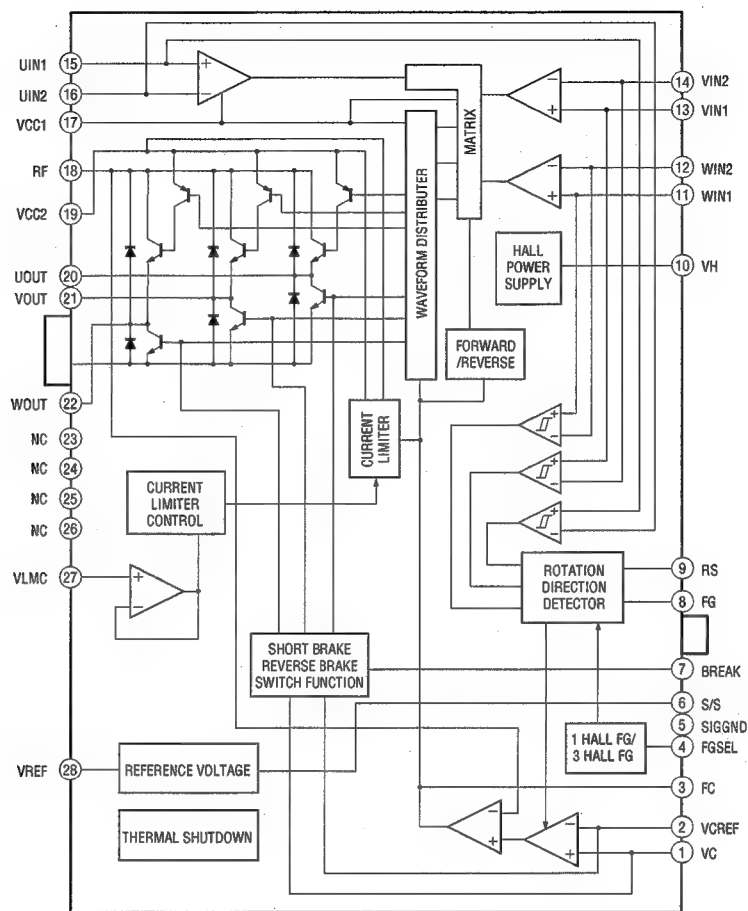 UIN1 15
UIN2 16
VCC1 17
RF 18
VCC2 19
UOUT 20
VOUT 21
WOUT 22
NC 23
NC 24
NC 25
NC 26
VLMC 27
VREF 28
+
−
MATRIX
WAVEFORM DISTRIBUTER
−
+
−
+
14 VIN2
13 VIN1
12 WIN2
11 WIN1
HALL
POWER
SUPPLY
10 VH
FORWARD
/REVERSE
CURRENT
LIMITER
CURRENT
LIMITER
CONTROL
+
−
+
−
+
−
+
−
ROTATION
DIRECTION
DETECTOR
9 RS
8 FG
SHORT BRAKE
REVERSE BRAKE
SWITCH FUNCTION
7 BREAK
6 S/S
5 SIGGND
4 FGSEL
1 HALL FG/
3 HALL FG
3 FC
2 VCREF
1 VC
REFERENCE VOLTAGE
THERMAL SHUTDOWN
−
+
−
+